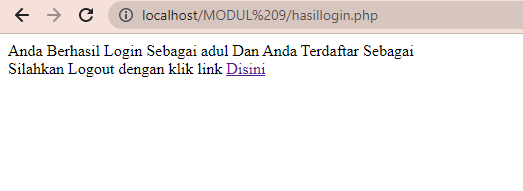 localhost/MODUL%209/hasillogin.php
Anda Berhasil Login Sebagai adul Dan Anda Terdaftar Sebagai
Silahkan Logout dengan klik link Disini